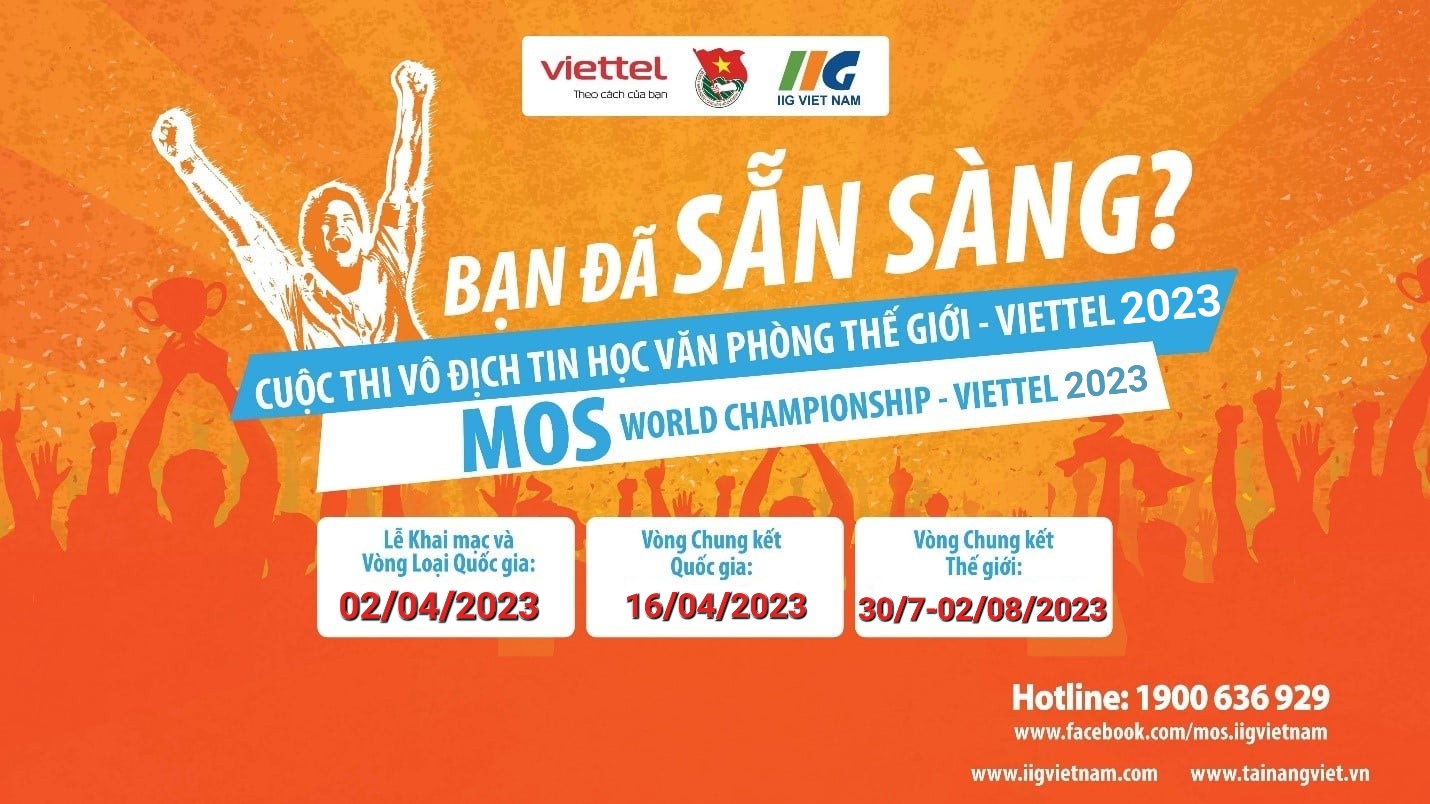 viettel
Theo cách của bạn
IIG VIET NAM
BẠN ĐÃ SẴN SÀNG?
CUỘC THI VÔ ĐỊCH TIN HỌC VĂN PHÒNG THẾ GIỚI - VIETTEL 2023
MOS WORLD CHAMPIONSHIP - VIETTEL 2023
Lễ Khai mạc và
Vòng Loại Quốc gia:
02/04/2023
Vòng Chung kết
Quốc gia:
16/04/2023
Vòng Chung kết
Thế giới:
30/7-02/08/2023
Hotline: 1900 636 929
www.facebook.com/mos.iigvietnam
www.iigvietnam.com www.tainangviet.vn